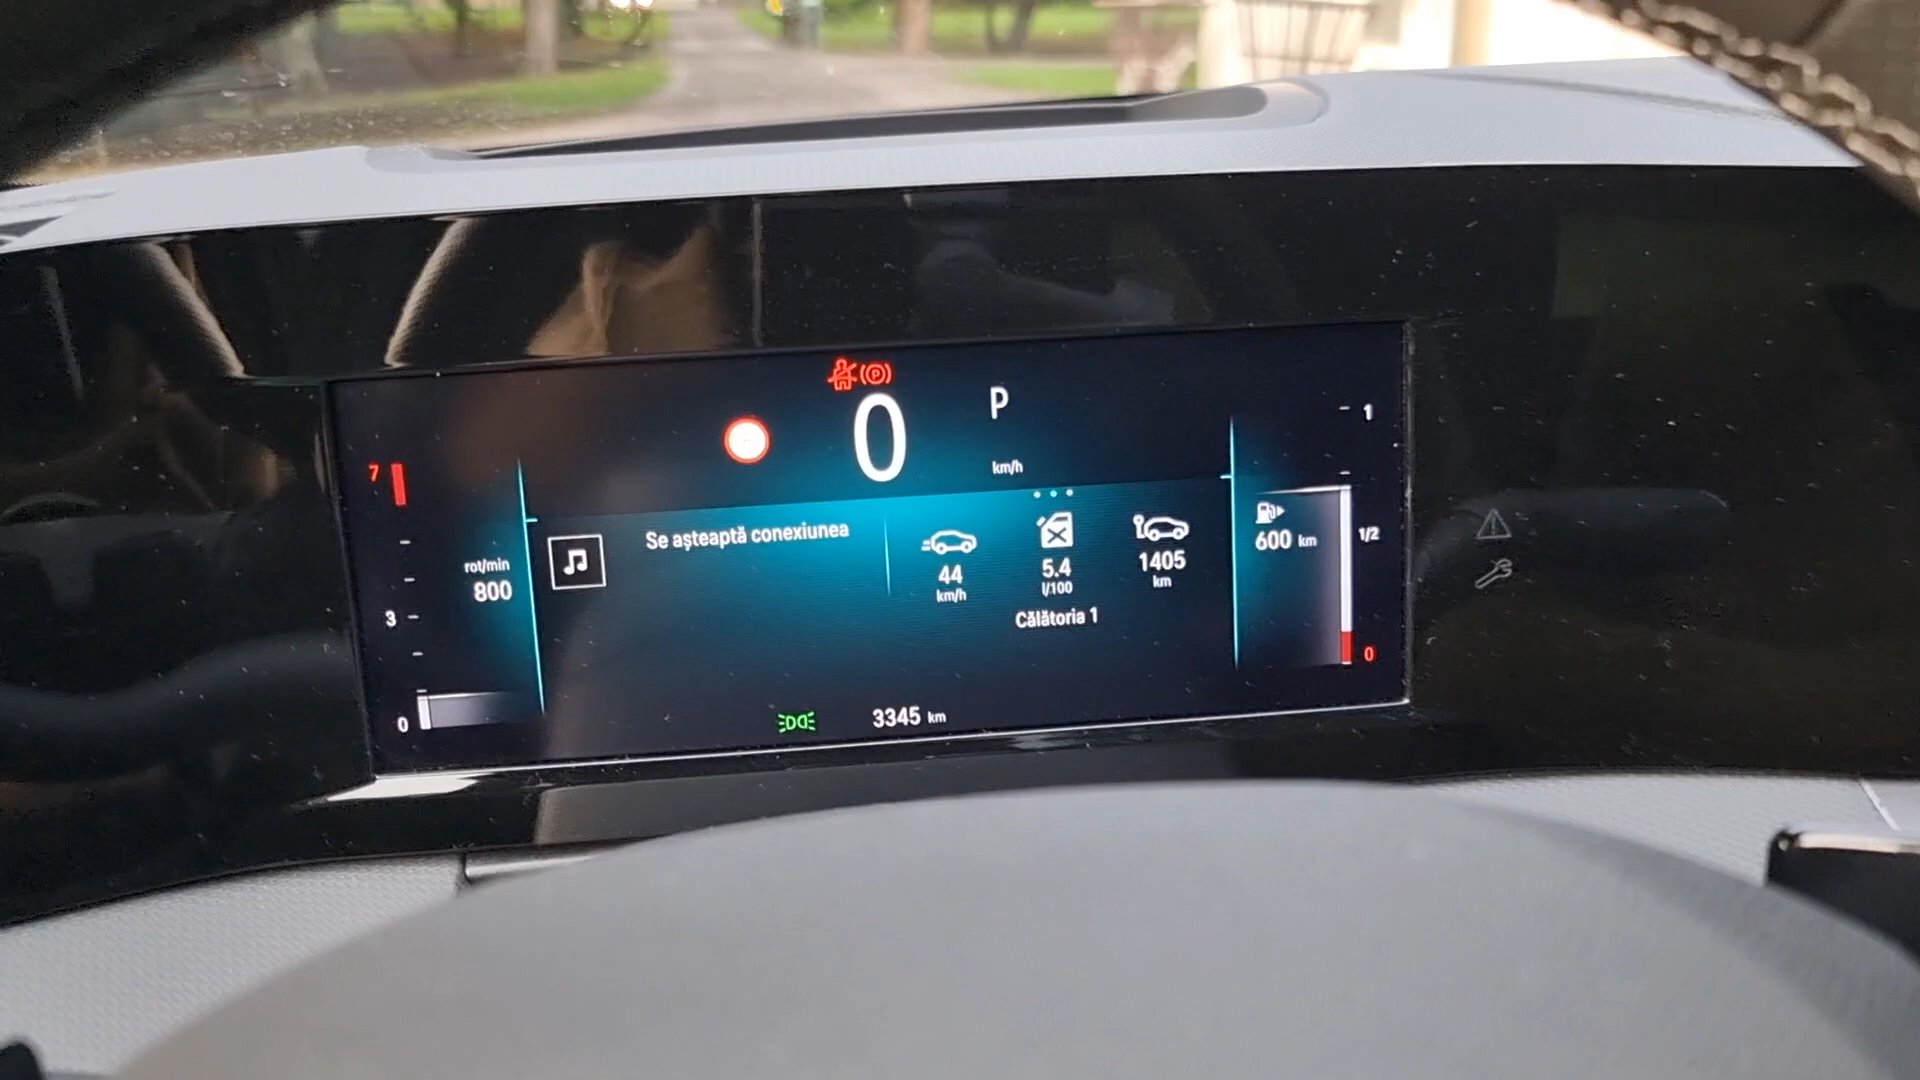 P
0
P
km/h
7
3
0
rot/min
800
Se așteaptă conexiunea
44
km/h
5.4
l/100
1405
km
Călătoria 1
600 km
1
1/2
0
3345 km